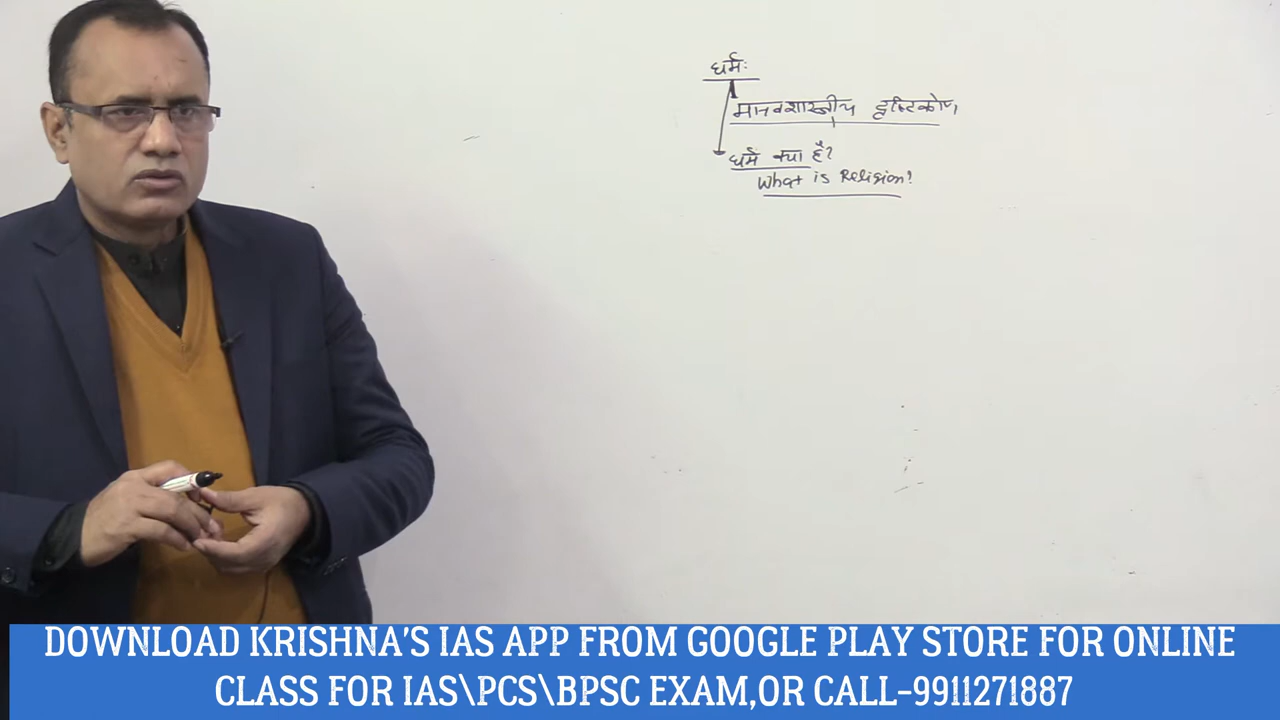 धर्म:
मानवशास्त्रीय दृष्टिकोण
धर्म क्या है?
What is Religion?
DOWNLOAD KRISHNA'S IAS APP FROM GOOGLE PLAY STORE FOR ONLINE
CLASS FOR IAS\PCS\BPSC EXAM,OR CALL-9911271887